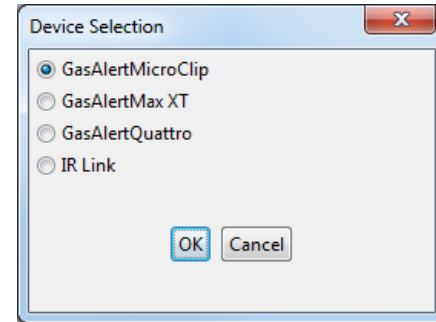 Device Selection
GasAlertMicroClip
GasAlertMax XT
GasAlertQuattro
IR Link
OK Cancel